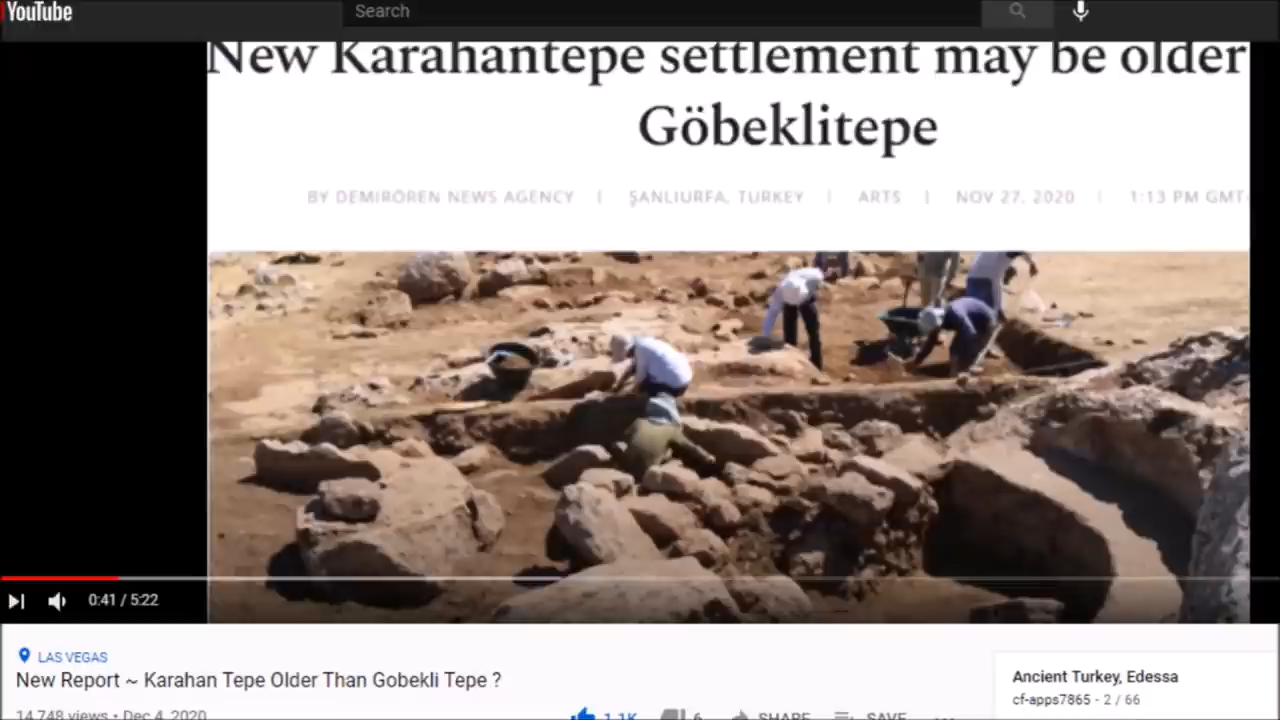 YouTube
Search
New Karahantepe settlement may be older
Göbeklitepe
BY DEMİRÖREN NEWS AGENCY | ŞANLIURFA, TURKEY | ARTS | NOV 27, 2020 | 1:13 PM GMT
0:41 / 5:22
LAS VEGAS
New Report ~ Karahan Tepe Older Than Gobekli Tepe ?
14,748 views • Dec 4, 2020
1.1K 6 SHARE SAVE ...
Ancient Turkey, Edessa
cf-apps7865 - 2 / 66